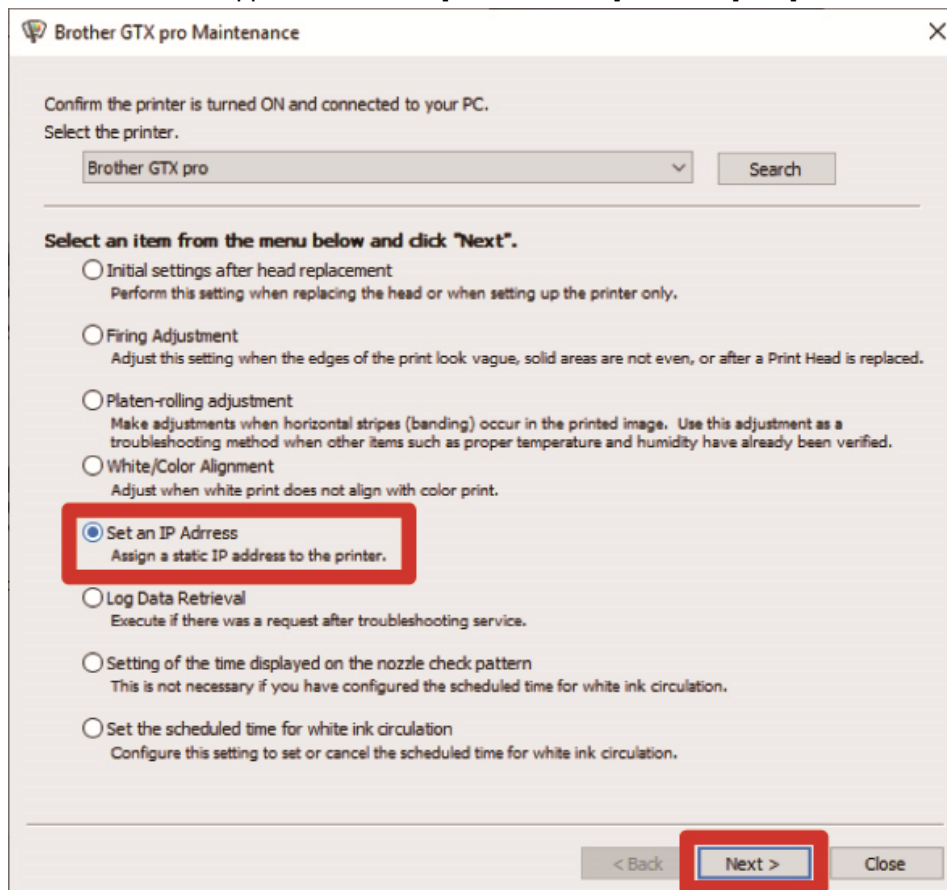 Brother GTX pro Maintenance
Confirm the printer is turned ON and connected to your PC.
Select the printer.
Brother GTX pro
Search
Select an item from the menu below and click "Next".
Initial settings after head replacement
Perform this setting when replacing the head or when setting up the printer only.
Firing Adjustment
Adjust this setting when the edges of the print look vague, solid areas are not even, or after a Print Head is replaced.
Platen-rolling adjustment
Make adjustments when horizontal stripes (banding) occur in the printed image. Use this adjustment as a
troubleshooting method when other items such as proper temperature and humidity have already been verified.
White/Color Alignment
Adjust when white print does not align with color print.
Set an IP Adrress
Assign a static IP address to the printer.
Log Data Retrieval
Execute if there was a request after troubleshooting service.
Setting of the time displayed on the nozzle check pattern
This is not necessary if you have configured the scheduled time for white ink circulation.
Set the scheduled time for white ink circulation
Configure this setting to set or cancel the scheduled time for white ink circulation.
< Back Next > Close